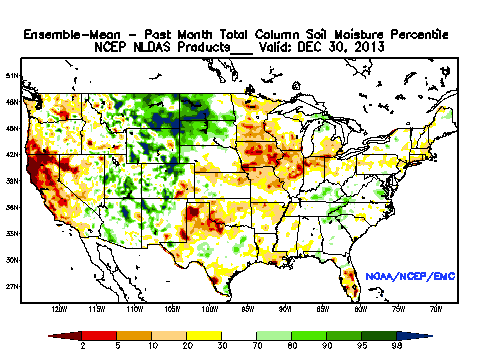 Ensemble-Mean - Past Month Total Column Soil Moisture Percentile
NCEP NLDAS Products___ Valid: DEC 30, 2013
51N
48N
45N
42N
39N
36N
33N
30N
27N
NOAA/NCEP/EMC
120W 115W 110W 105W 100W 95W 90W 85W 80W 75W 70W
2 5 10 20 30 70 80 90 95 98